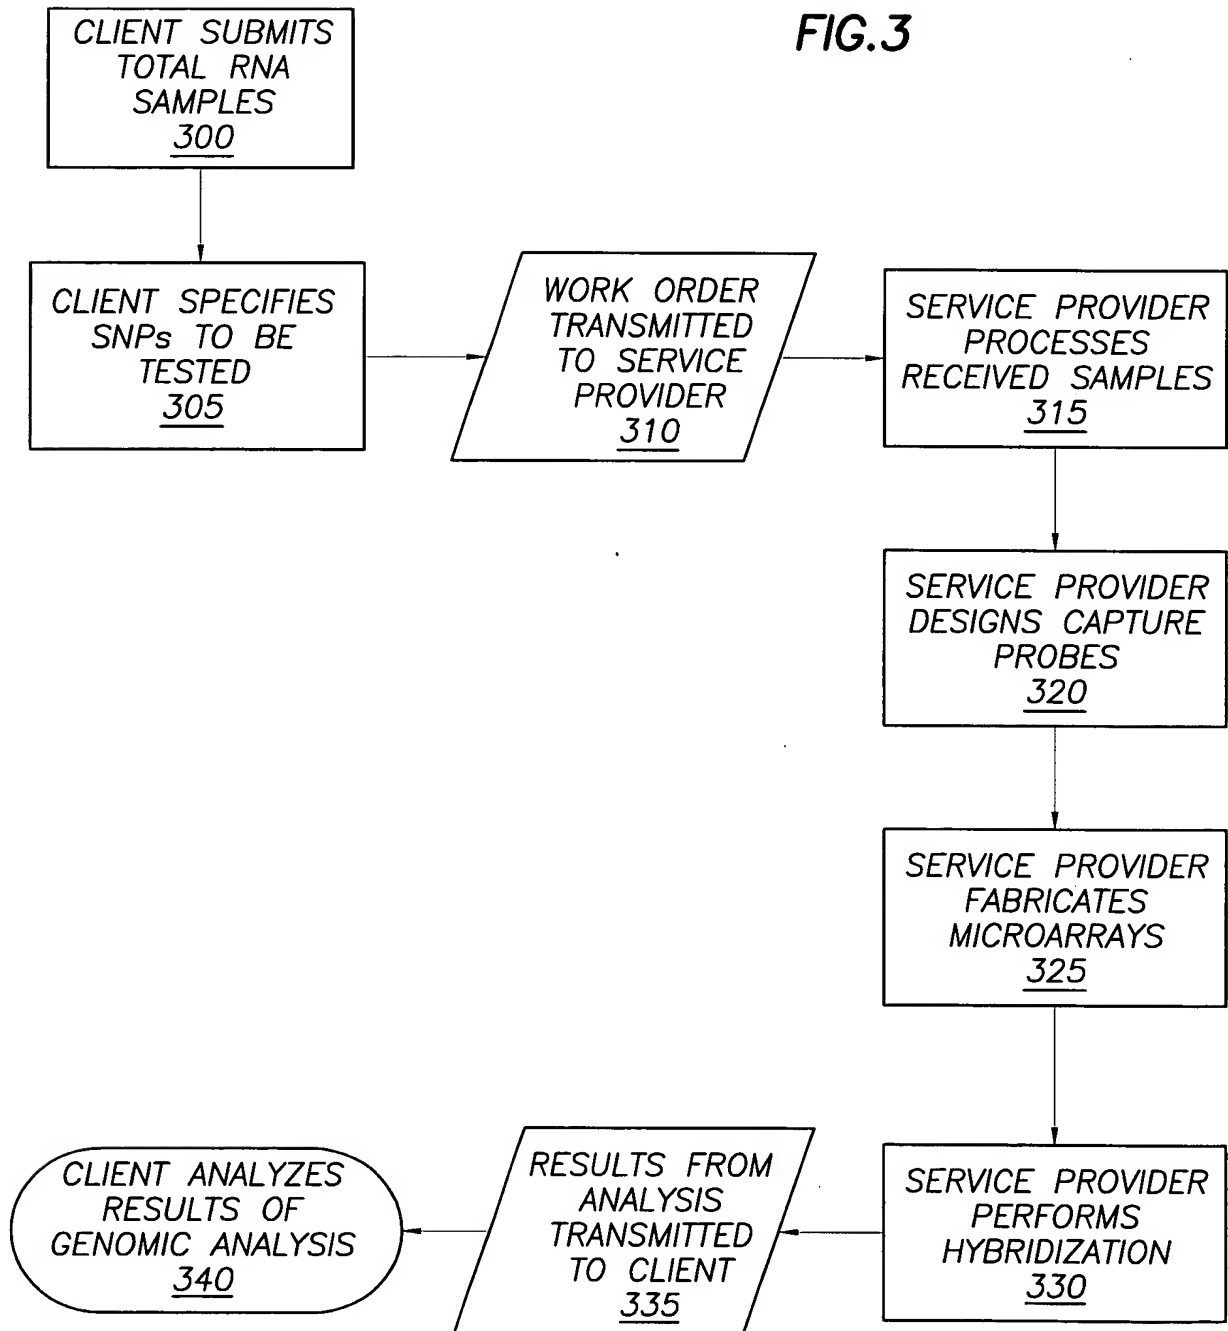 FIG.3
CLIENT SUBMITS
TOTAL RNA
SAMPLES
300
CLIENT SPECIFIES
SNPs TO BE
TESTED
305
WORK ORDER
TRANSMITTED
TO SERVICE
PROVIDER
310
SERVICE PROVIDER
PROCESSES
RECEIVED SAMPLES
315
SERVICE PROVIDER
DESIGNS CAPTURE
PROBES
320
SERVICE PROVIDER
FABRICATES
MICROARRAYS
325
SERVICE PROVIDER
PERFORMS
HYBRIDIZATION
330
RESULTS FROM
ANALYSIS
TRANSMITTED
TO CLIENT
335
CLIENT ANALYZES
RESULTS OF
GENOMIC ANALYSIS
340